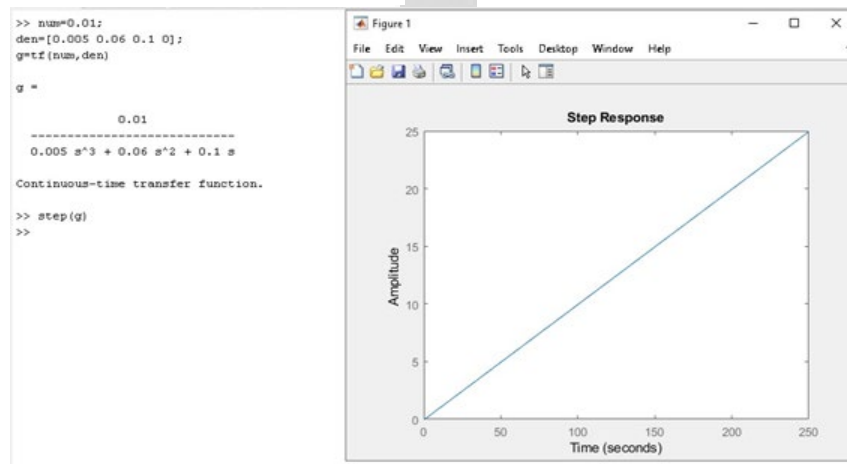 >> num=0.01;
den=[0.005 0.06 0.1 0];
g=tf(num,den)
g =
0.01
----------------------------
0.005 s^3 + 0.06 s^2 + 0.1 s
Continuous-time transfer function.
>> step(g)
>>
Figure 1
File Edit View Insert Tools Desktop Window Help
Step Response
25
20
15
10
5
0
Amplitude
0 50 100 150 200 250
Time (seconds)